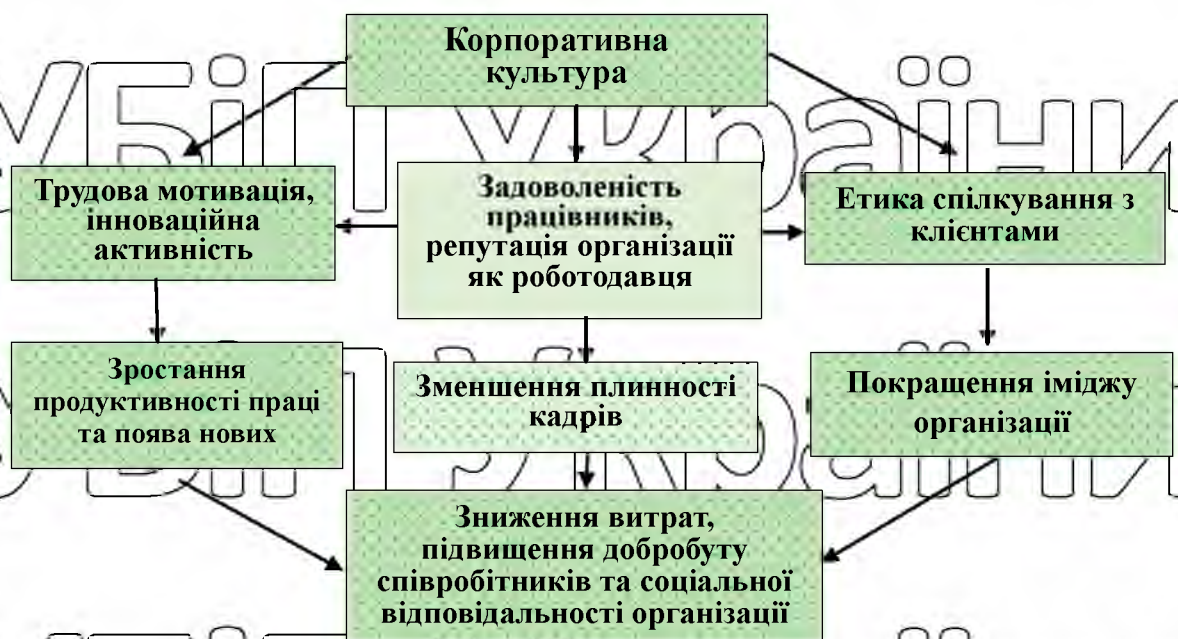 Корпоративна
культура
Трудова мотивація,
інноваційна
активність
Задоволеність
працівників,
репутація організації
як роботодавця
Етика спілкування з
клієнтами
Зростання
продуктивності праці
та поява нових
Зменшення плинності
кадрів
Покращення іміджу
організації
Зниження витрат,
підвищення добробуту
співробітників та соціальної
відповідальності організації